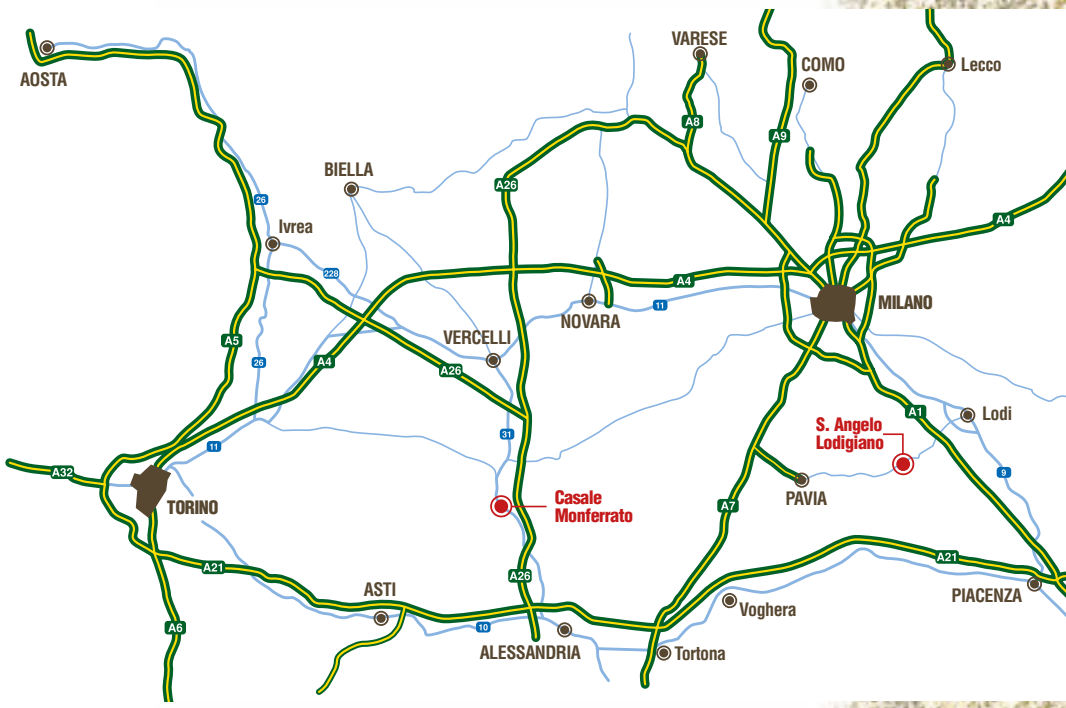 VARESE
COMO
Lecco
AOSTA
A8
A9
BIELLA
A26
26
Ivrea
A4
228
A4
11
MILANO
NOVARA
VERCELLI
A5
26
A4
A26
A1
Lodi
S. Angelo
Lodigiano
31
11
A32
9
TORINO
PAVIA
Casale
Monferrato
A7
A21
A26
A21
ASTI
PIACENZA
Voghera
A6
10
ALESSANDRIA
Tortona